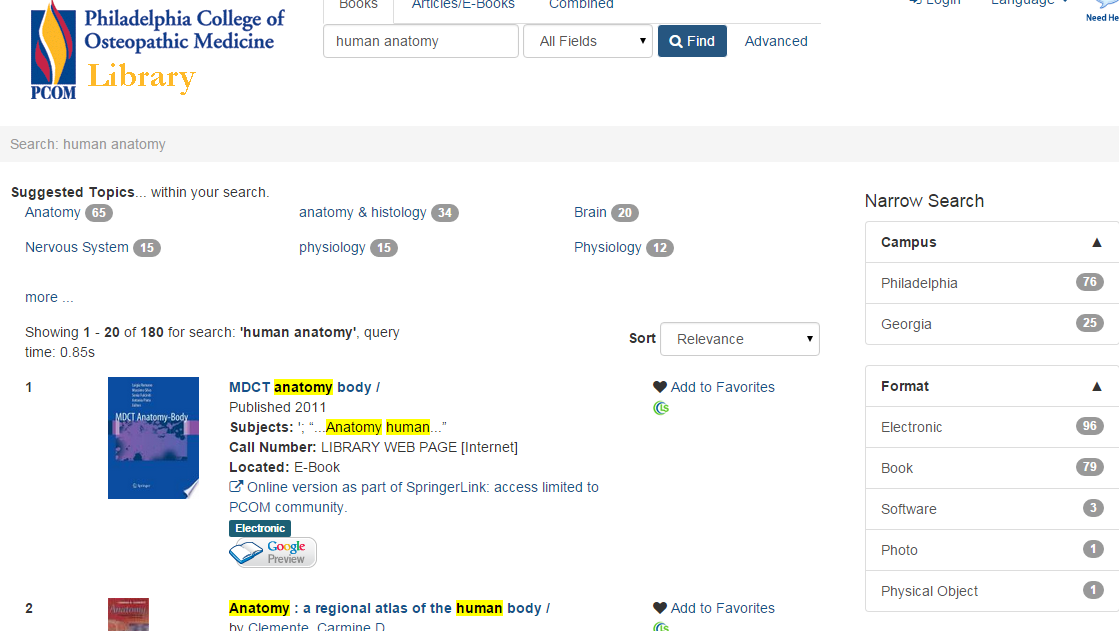 Books Articles/E-Books Combined Login Language
Philadelphia College of
Osteopathic Medicine
Library
PCOM
human anatomy All Fields Find Advanced
Need He
Search: human anatomy
Suggested Topics... within your search.
Anatomy 65 anatomy & histology 34 Brain 20
Nervous System 15 physiology 15 Physiology 12
more ...
Showing 1 - 20 of 180 for search: 'human anatomy', query
time: 0.85s
Sort Relevance
1
MDCT Anatomy-Body
Springer
MDCT anatomy body /
Published 2011
Subjects: '; “...Anatomy human...”
Call Number: LIBRARY WEB PAGE [Internet]
Located: E-Book
Online version as part of SpringerLink: access limited to
PCOM community.
Electronic
Google
Preview
Add to Favorites
2
Anatomy
Anatomy : a regional atlas of the human body /
by Clemente, Carmine D.
Add to Favorites
Narrow Search
Campus
Philadelphia 76
Georgia 25
Format
Electronic 96
Book 79
Software 3
Photo 1
Physical Object 1